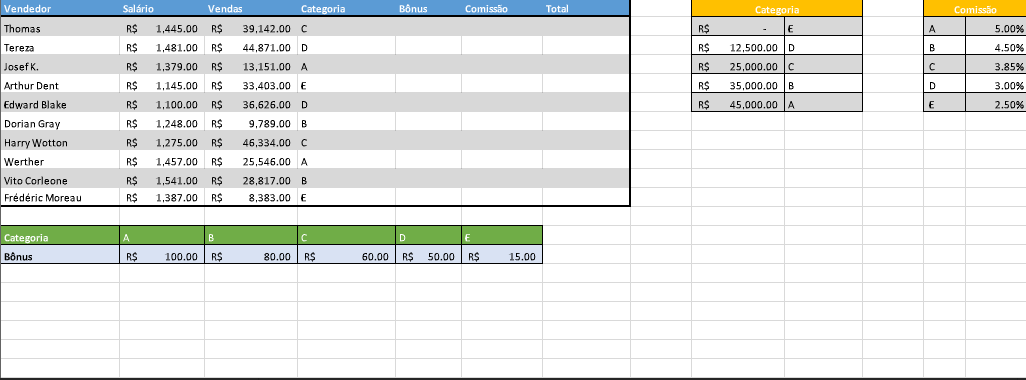 Vendedor Salário Vendas Categoria Bônus Comissão Total Categoria Comissão
Thomas R$ 1,445.00 R$ 39,142.00 C R$ - E A 5.00%
Tereza R$ 1,481.00 R$ 44,871.00 D R$ 12,500.00 D B 4.50%
Josef K. R$ 1,379.00 R$ 13,151.00 A R$ 25,000.00 C C 3.85%
Arthur Dent R$ 1,145.00 R$ 33,403.00 E R$ 35,000.00 B D 3.00%
Edward Blake R$ 1,100.00 R$ 36,626.00 D R$ 45,000.00 A E 2.50%
Dorian Gray R$ 1,248.00 R$ 9,789.00 B
Harry Wotton R$ 1,275.00 R$ 46,334.00 C
Werther R$ 1,457.00 R$ 25,546.00 A
Vito Corleone R$ 1,541.00 R$ 28,817.00 B
Frédéric Moreau R$ 1,387.00 R$ 8,383.00 E
Categoria A B C D E
Bônus R$ 100.00 R$ 80.00 R$ 60.00 R$ 50.00 R$ 15.00